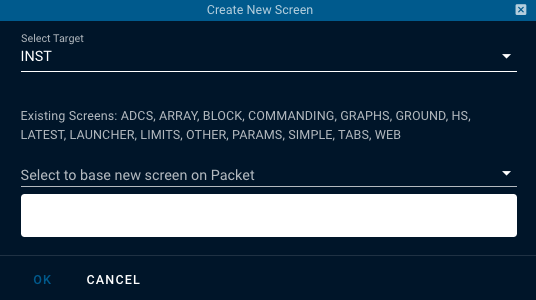 Create New Screen
Select Target
INST
Existing Screens: ADCS, ARRAY, BLOCK, COMMANDING, GRAPHS, GROUND, HS,
LATEST, LAUNCHER, LIMITS, OTHER, PARAMS, SIMPLE, TABS, WEB
Select to base new screen on Packet
OK CANCEL